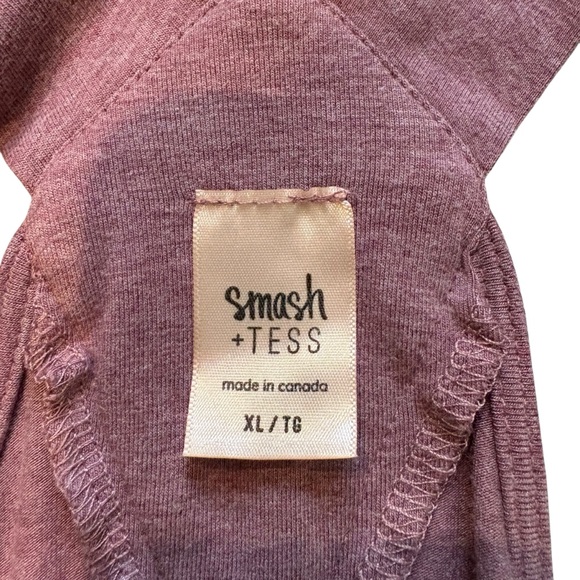 smash
+TESS
made in canada
XL / TG